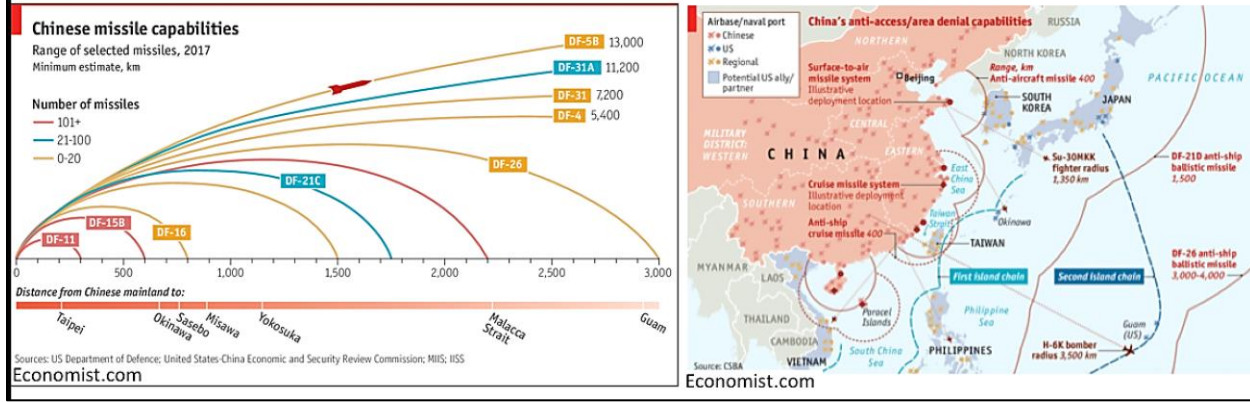 Chinese missile capabilities
Range of selected missiles, 2017
Minimum estimate, km
Number of missiles
101+
21-100
0-20
DF-5B 13,000
DF-31A 11,200
DF-31 7,200
DF-4 5,400
DF-26
DF-21C
DF-15B
DF-16
DF-11
0 500 1,000 1,500 2,000 2,500 3,000
Distance from Chinese mainland to:
Taipei
Okinawa
Sasebo
Misawa
Yokosuka
Malacca
Strait
Guam
Sources: US Department of Defence; United States-China Economic and Security Review Commission; MIIS; IISS
Economist.com
Airbase/naval port
Chinese
US
Regional
Potential US ally/
partner
China's anti-access/area denial capabilities
RUSSIA
NORTHERN
NORTH KOREA
Surface-to-air
missile system
Illustrative
deployment location
Beijing
Range, km
Anti-aircraft missile 400
PACIFIC OCEAN
SOUTH
KOREA
JAPAN
CENTRAL
MILITARY
DISTRICT:
WESTERN
EASTERN
CHINA
Su-30MKK
fighter radius
1,350 km
DF-21D anti-ship
ballistic missile
1,500
East
China
Sea
Cruise missile system
Illustrative deployment
location
SOUTHERN
Anti-ship
cruise missile 400
Taiwan
Strait
Okinawa
TAIWAN
MYANMAR
LAOS
First island chain
Second island chain
DF-26 anti-ship
ballistic missile
3,000-4,000
Paracel
Islands
Philippine
Sea
THAILAND
CAMBODIA
VIETNAM
South China
Sea
PHILIPPINES
Guam
(US)
H-6K bomber
radius 3,500 km
Source: CSBA
Economist.com